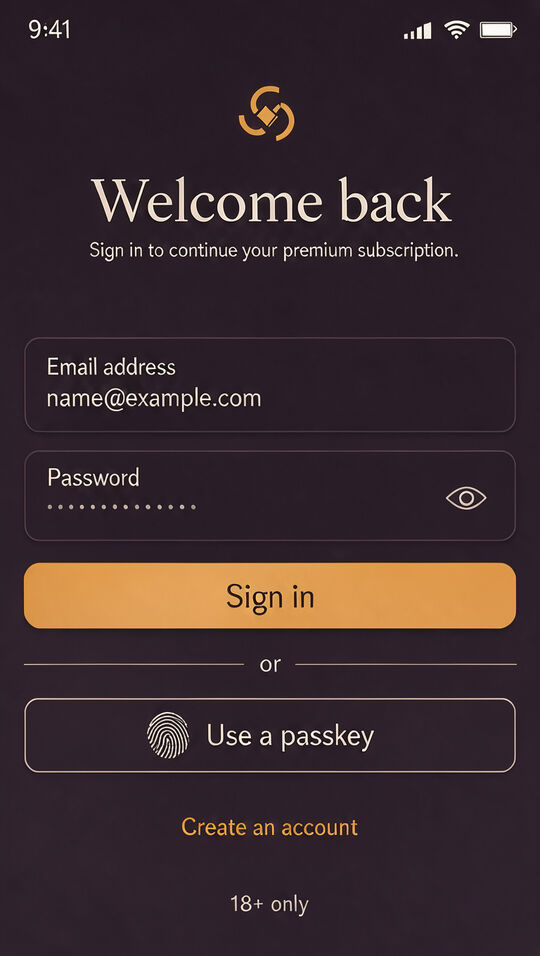 9:41
Welcome back
Sign in to continue your premium subscription.
Email address
name@example.com
Password
Sign in
or
Use a passkey
Create an account
18+ only